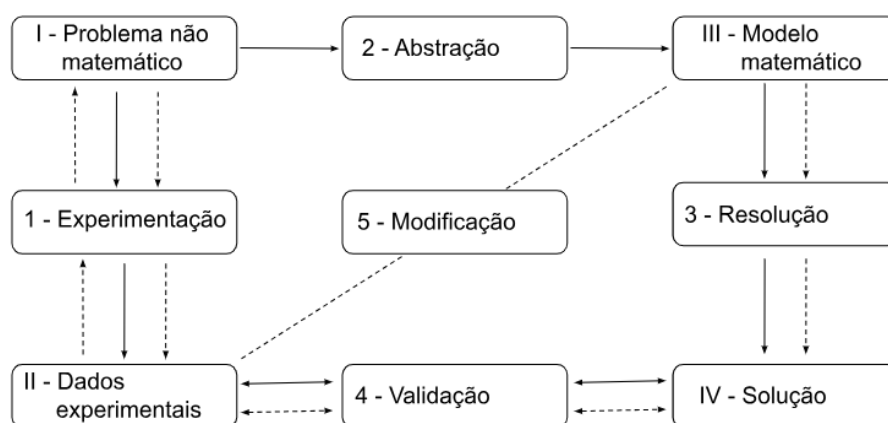 I - Problema não
matemático
2 - Abstração
III - Modelo
matemático
1 - Experimentação
5 - Modificação
3 - Resolução
II - Dados
experimentais
4 - Validação
IV - Solução